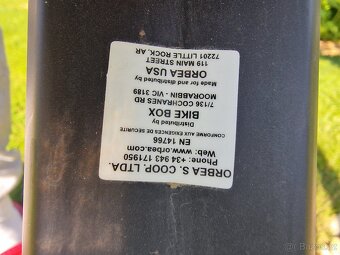 ORBEA S. COOP. LTDA.
Phone: +34 943 171950
Web: www.orbea.com
EN 14766
CONFORME AUX EXIGENCES DE SÉCURITÉ
Distributed by
BIKE BOX
7/136 COCHRANES RD
MOORABBIN - VIC 3189
Made for and distributed by
ORBEA USA
119 MAIN STREET
72201 LITTLE ROCK, AR